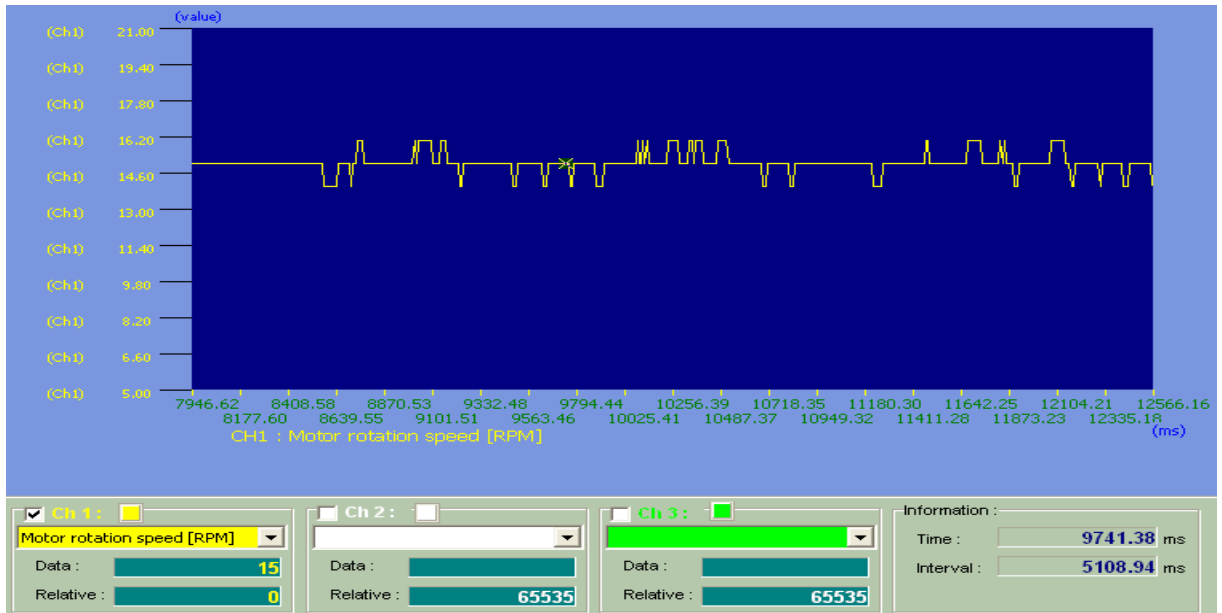 (value)
(Ch1) 21.00
(Ch1) 19.40
(Ch1) 17.80
(Ch1) 16.20
(Ch1) 14.60
(Ch1) 13.00
(Ch1) 11.40
(Ch1) 9.80
(Ch1) 8.20
(Ch1) 6.60
(Ch1) 5.00
7946.62 8408.58 8870.53 9332.48 9794.44 10256.39 10718.35 11180.30 11642.25 12104.21 12566.16
8177.60 8639.55 9101.51 9563.46 10025.41 10487.37 10949.32 11411.28 11873.23 12335.18
(ms)
CH1 : Motor rotation speed [RPM]
Ch 1 : Ch 2 : Ch 3 : Information :
Motor rotation speed [RPM] Time : 9741.38 ms
Data : 15 Data : Data : Interval : 5108.94 ms
Relative : 0 Relative : 65535 Relative : 65535